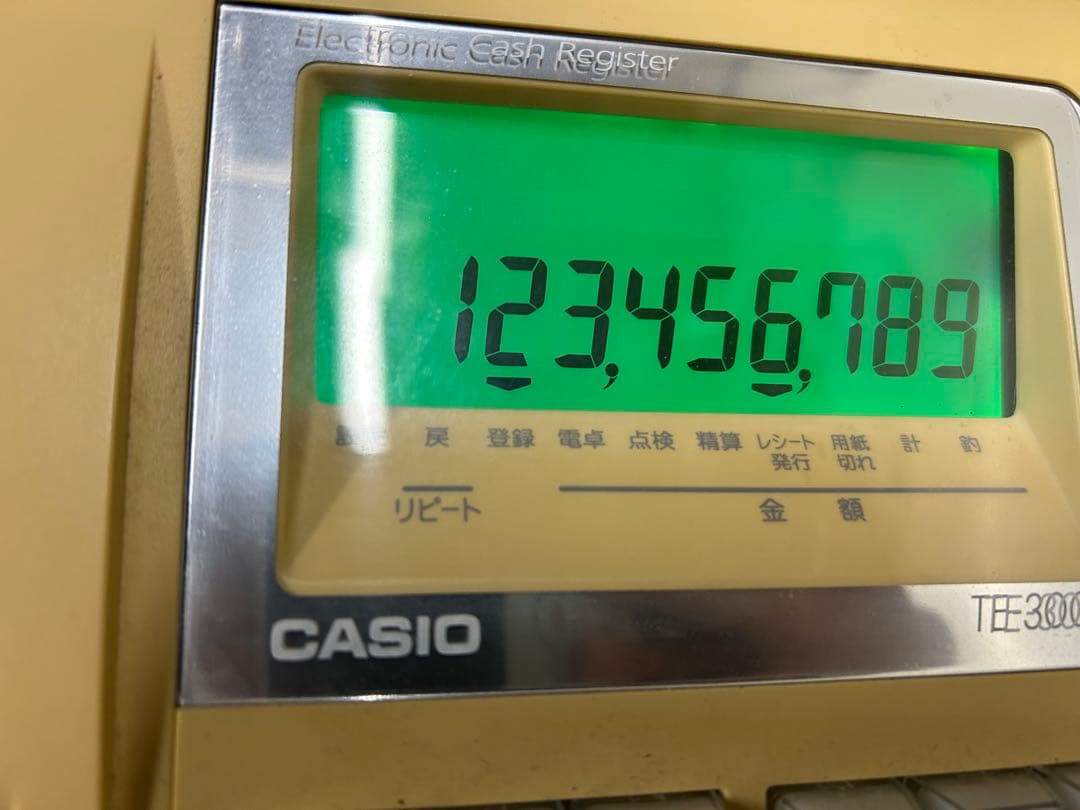 Electronic Cash Register
123,456,789
戻 登録 電卓 点検 精算 レシート発行 用紙切れ 計 釣
リピート 金額
CASIO